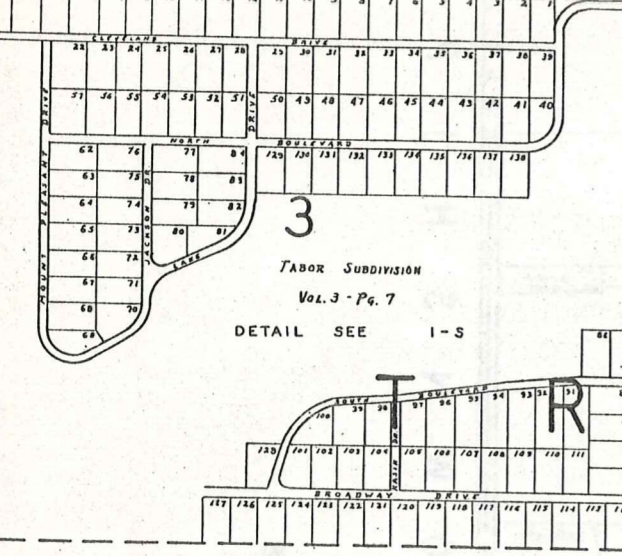 3 2 1
CLEVELAND DRIVE
22 23 24 25 26 27 28
29 30 31 32 33 34 35 36 37 38 39
57 56 55 54 53 52 51
50 49 48 47 46 45 44 43 42 41 40
DRIVE
NORTH BOULEVARD
62 76 77 84
129 130 131 132 133 134 135 136 137 138
63 75 78 83
64 74 79 82
65 73 80 81
66 72
67 71
68 70
69
MOUNT PLEASANT DRIVE
JACKSON DR
LAKE
3
TABOR SUBDIVISION
VOL. 3 - PG. 7
DETAIL SEE 1-S
T R
SOUTH BOULEVARD
100 99 98 97 96 95 94 93 92 91
128 101 102 103 104 105 106 107 108 109 110 111
BROADWAY DRIVE
127 126 125 124 123 122 121 120 119 118 117 116 115 114 113